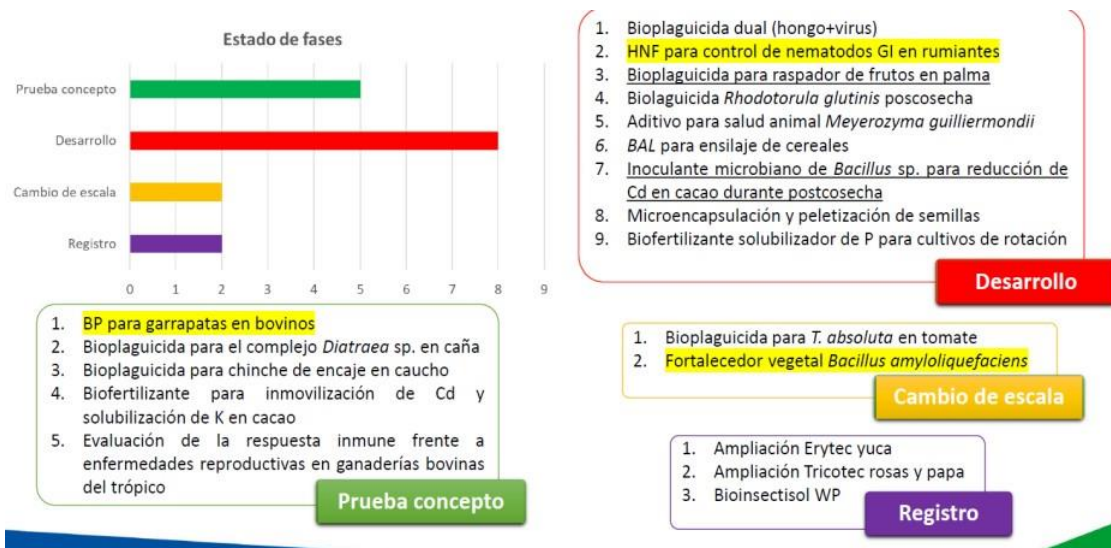 Estado de fases
Prueba concepto
Desarrollo
Cambio de escala
Registro
0 1 2 3 4 5 6 7 8 9
1. BP para garrapatas en bovinos
2. Bioplaguicida para el complejo Diatraea sp. en caña
3. Bioplaguicida para chinche de encaje en caucho
4. Biofertilizante para inmovilización de Cd y
solubilización de K en cacao
5. Evaluación de la respuesta inmune frente a
enfermedades reproductivas en ganaderías bovinas
del trópico
Prueba concepto
1. Bioplaguicida dual (hongo+virus)
2. HNF para control de nematodos GI en rumiantes
3. Bioplaguicida para raspador de frutos en palma
4. Biolaguicida Rhodotorula glutinis poscosecha
5. Aditivo para salud animal Meyerozyma guilliermondii
6. BAL para ensilaje de cereales
7. Inoculante microbiano de Bacillus sp. para reducción de
Cd en cacao durante postcosecha
8. Microencapsulación y peletización de semillas
9. Biofertilizante solubilizador de P para cultivos de rotación
Desarrollo
1. Bioplaguicida para T. absoluta en tomate
2. Fortalecedor vegetal Bacillus amyloliquefaciens
Cambio de escala
1. Ampliación Erytec yuca
2. Ampliación Tricotec rosas y papa
3. Bioinsectisol WP
Registro